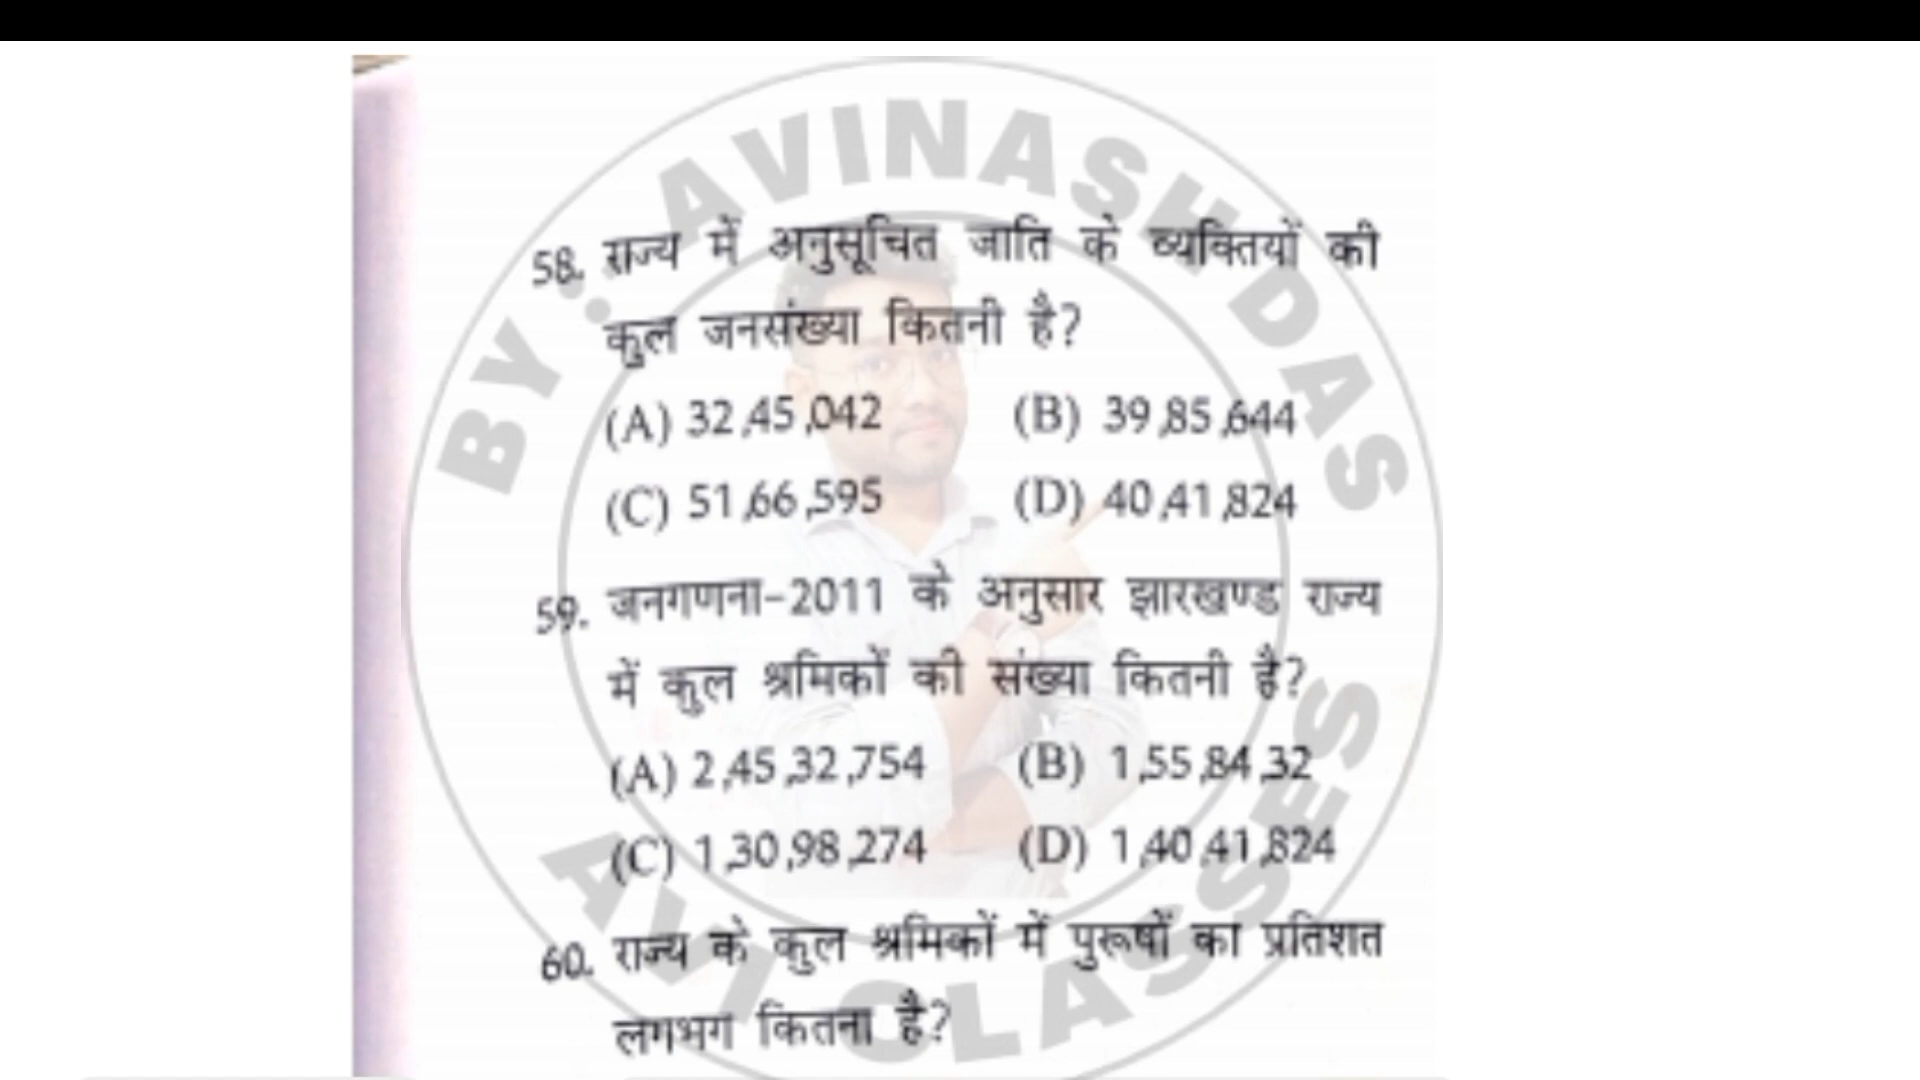 BY : AVINASH DAS
58. राज्य में अनुसूचित जाति के व्यक्तियों की
कुल जनसंख्या कितनी है?
(A) 32,45,042 (B) 39,85,644
(C) 51,66,595 (D) 40,41,824
59. जनगणना-2011 के अनुसार झारखण्ड राज्य
में कुल श्रमिकों की संख्या कितनी है?
(A) 2,45,32,754 (B) 1,55,84,32
(C) 1,30,98,274 (D) 1,40,41,824
60. राज्य के कुल श्रमिकों में पुरूषों का प्रतिशत
लगभग कितना है?
AVI CLASSES